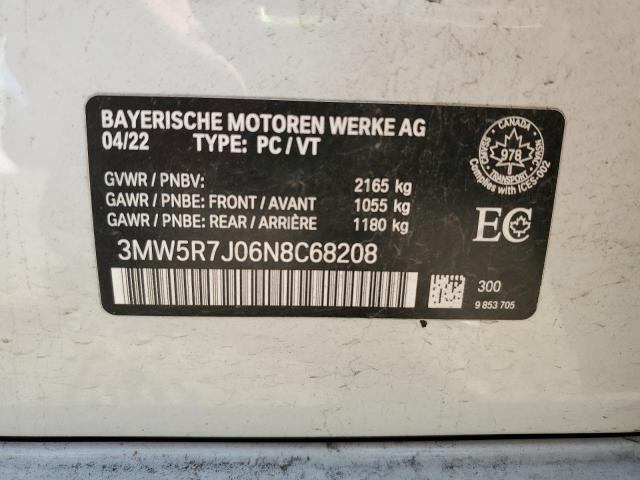 BAYERISCHE MOTOREN WERKE AG
04/22 TYPE: PC / VT
GVWR / PNBV: 2165 kg
GAWR / PNBE: FRONT / AVANT 1055 kg
GAWR / PNBE: REAR / ARRIÈRE 1180 kg
3MW5R7J06N8C68208
CANADA
978
TRANSPORT
Complies with ICES-002
EC
300
9 853 705